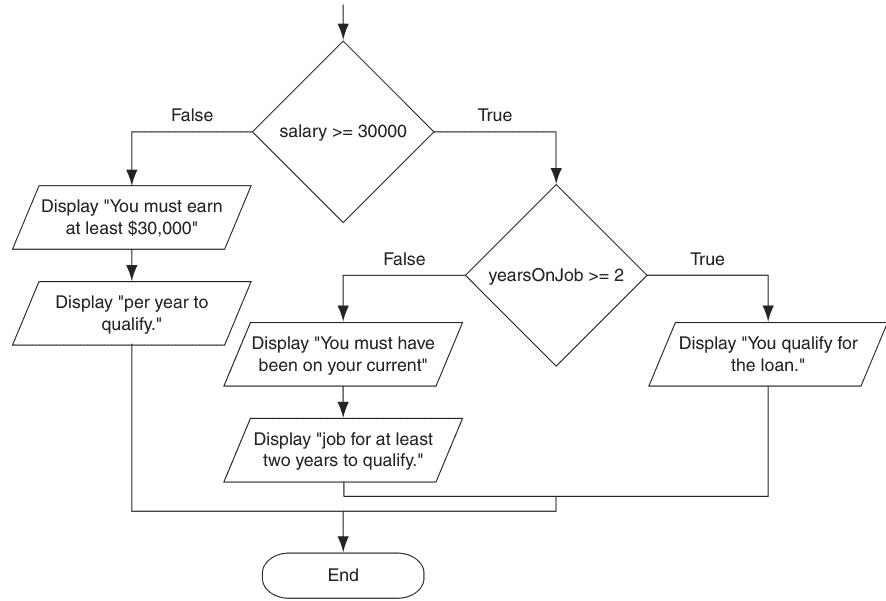 salary >= 30000
False
True
Display "You must earn
at least $30,000"
Display "per year to
qualify."
yearsOnJob >= 2
False
True
Display "You must have
been on your current"
Display "job for at least
two years to qualify."
Display "You qualify for
the loan."
End